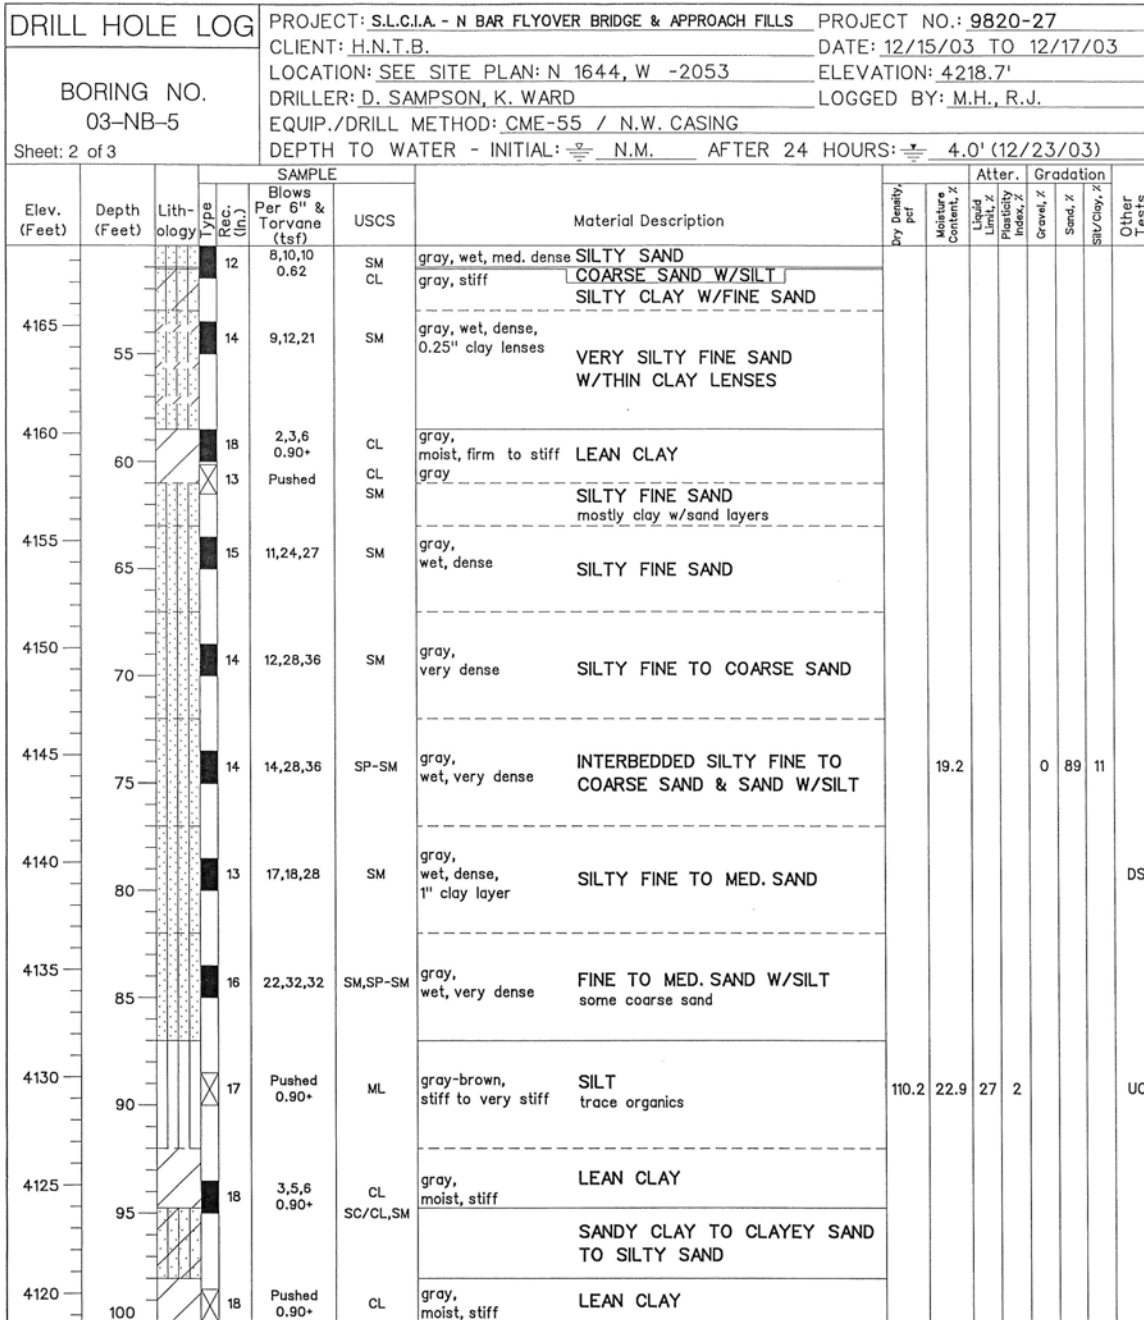 DRILL HOLE LOG
BORING NO.
03-NB-5
Sheet: 2 of 3
PROJECT: S.L.C.I.A. - N BAR FLYOVER BRIDGE & APPROACH FILLS PROJECT NO.: 9820-27
CLIENT: H.N.T.B. DATE: 12/15/03 TO 12/17/03
LOCATION: SEE SITE PLAN: N 1644, W -2053 ELEVATION: 4218.7'
DRILLER: D. SAMPSON, K. WARD LOGGED BY: M.H., R.J.
EQUIP./DRILL METHOD: CME-55 / N.W. CASING
DEPTH TO WATER - INITIAL: N.M. AFTER 24 HOURS: 4.0' (12/23/03)
SAMPLE Atter. Gradation
Elev. (Feet) Depth (Feet) Lith-ology Type Rec. (In.) Blows Per 6" & Torvane (tsf) USCS Material Description Dry Density, pcf Moisture Content, % Liquid Limit, % Plasticity Index, % Gravel, % Sand, % Silt/Clay, % Other Tests
12 8,10,10 0.62 SM gray, wet, med. dense SILTY SAND
COARSE SAND W/SILT
CL gray, stiff SILTY CLAY W/FINE SAND
4165
14 9,12,21 SM gray, wet, dense, 0.25" clay lenses VERY SILTY FINE SAND W/THIN CLAY LENSES
55
4160
18 2,3,6 0.90+ CL gray, moist, firm to stiff LEAN CLAY
60
13 Pushed CL gray
SM SILTY FINE SAND
mostly clay w/sand layers
4155
15 11,24,27 SM gray, wet, dense SILTY FINE SAND
65
4150
14 12,28,36 SM gray, very dense SILTY FINE TO COARSE SAND
70
4145
14 14,28,36 SP-SM gray, wet, very dense INTERBEDDED SILTY FINE TO COARSE SAND & SAND W/SILT 19.2 0 89 11
75
4140
13 17,18,28 SM gray, wet, dense, 1" clay layer SILTY FINE TO MED. SAND DS
80
4135
16 22,32,32 SM,SP-SM gray, wet, very dense FINE TO MED. SAND W/SILT
some coarse sand
85
4130
17 Pushed 0.90+ ML gray-brown, stiff to very stiff SILT
trace organics 110.2 22.9 27 2 UC
90
4125
18 3,5,6 0.90+ CL gray, moist, stiff LEAN CLAY
95
SC/CL,SM SANDY CLAY TO CLAYEY SAND TO SILTY SAND
4120
18 Pushed 0.90+ CL gray, moist, stiff LEAN CLAY
100